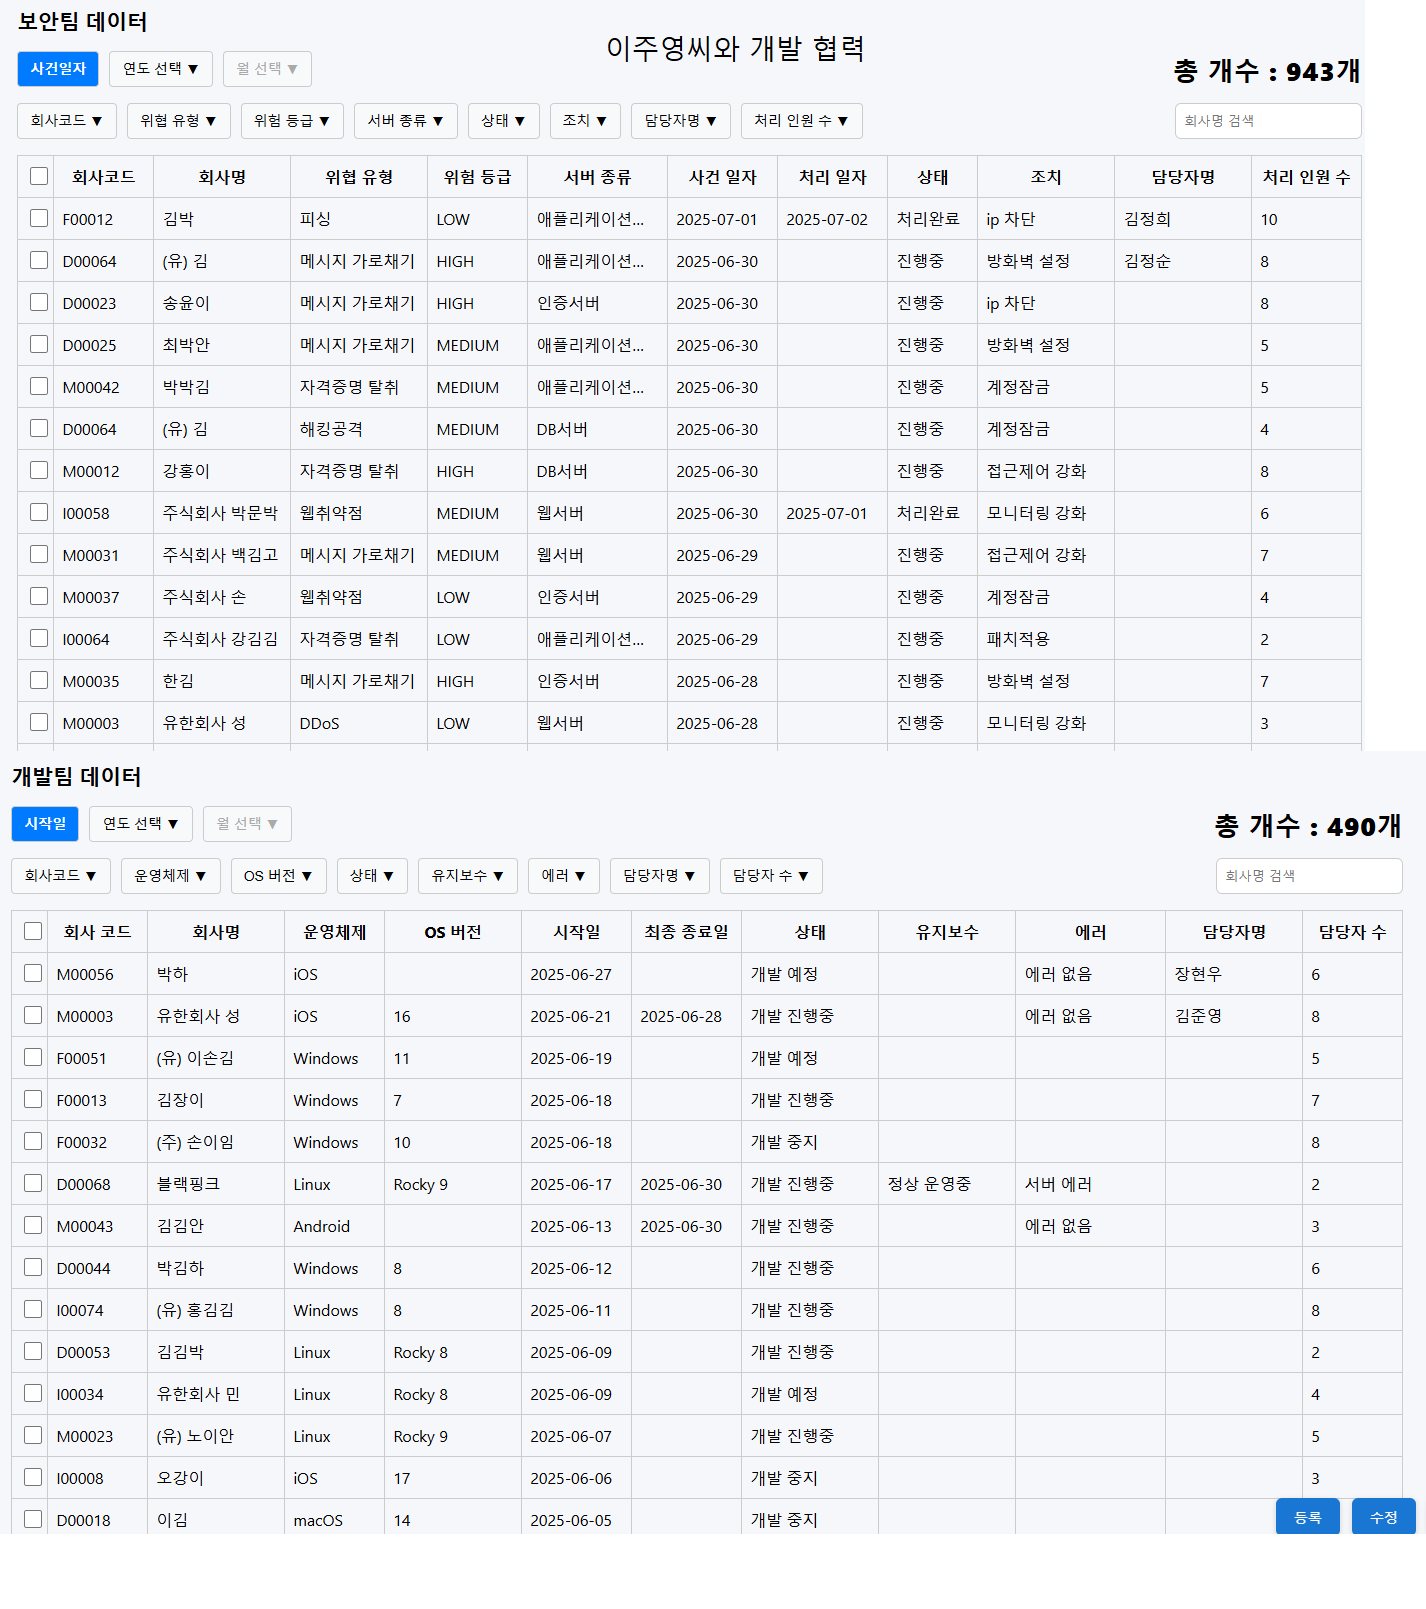 보안팀 데이터
이주영씨와 개발 협력
사건일자 연도 선택 ▼ 월 선택 ▼
총 개수 : 943개
회사코드 ▼ 위협 유형 ▼ 위험 등급 ▼ 서버 종류 ▼ 상태 ▼ 조치 ▼ 담당자명 ▼ 처리 인원 수 ▼ 회사명 검색
회사코드 회사명 위협 유형 위험 등급 서버 종류 사건 일자 처리 일자 상태 조치 담당자명 처리 인원 수
F00012 김박 피싱 LOW 애플리케이션... 2025-07-01 2025-07-02 처리완료 ip 차단 김정희 10
D00064 (유) 김 메시지 가로채기 HIGH 애플리케이션... 2025-06-30 진행중 방화벽 설정 김정순 8
D00023 송윤이 메시지 가로채기 HIGH 인증서버 2025-06-30 진행중 ip 차단 8
D00025 최박안 메시지 가로채기 MEDIUM 애플리케이션... 2025-06-30 진행중 방화벽 설정 5
M00042 박박김 자격증명 탈취 MEDIUM 애플리케이션... 2025-06-30 진행중 계정잠금 5
D00064 (유) 김 해킹공격 MEDIUM DB서버 2025-06-30 진행중 계정잠금 4
M00012 강홍이 자격증명 탈취 HIGH DB서버 2025-06-30 진행중 접근제어 강화 8
I00058 주식회사 박문박 웹취약점 MEDIUM 웹서버 2025-06-30 2025-07-01 처리완료 모니터링 강화 6
M00031 주식회사 백김고 메시지 가로채기 MEDIUM 웹서버 2025-06-29 진행중 접근제어 강화 7
M00037 주식회사 손 웹취약점 LOW 인증서버 2025-06-29 진행중 계정잠금 4
I00064 주식회사 강김김 자격증명 탈취 LOW 애플리케이션... 2025-06-29 진행중 패치적용 2
M00035 한김 메시지 가로채기 HIGH 인증서버 2025-06-28 진행중 방화벽 설정 7
M00003 유한회사 성 DDoS LOW 웹서버 2025-06-28 진행중 모니터링 강화 3
개발팀 데이터
시작일 연도 선택 ▼ 월 선택 ▼
총 개수 : 490개
회사코드 ▼ 운영체제 ▼ OS 버전 ▼ 상태 ▼ 유지보수 ▼ 에러 ▼ 담당자명 ▼ 담당자 수 ▼ 회사명 검색
회사 코드 회사명 운영체제 OS 버전 시작일 최종 종료일 상태 유지보수 에러 담당자명 담당자 수
M00056 박하 iOS 2025-06-27 개발 예정 에러 없음 장현우 6
M00003 유한회사 성 iOS 16 2025-06-21 2025-06-28 개발 진행중 에러 없음 김준영 8
F00051 (유) 이손김 Windows 11 2025-06-19 개발 예정 5
F00013 김장이 Windows 7 2025-06-18 개발 진행중 7
F00032 (주) 손이임 Windows 10 2025-06-18 개발 중지 8
D00068 블랙핑크 Linux Rocky 9 2025-06-17 2025-06-30 개발 진행중 정상 운영중 서버 에러 2
M00043 김김안 Android 2025-06-13 2025-06-30 개발 진행중 에러 없음 3
D00044 박김하 Windows 8 2025-06-12 개발 진행중 6
I00074 (유) 홍김김 Windows 8 2025-06-11 개발 진행중 8
D00053 김김박 Linux Rocky 8 2025-06-09 개발 진행중 2
I00034 유한회사 민 Linux Rocky 8 2025-06-09 개발 예정 4
M00023 (유) 노이안 Linux Rocky 9 2025-06-07 개발 진행중 5
I00008 오강이 iOS 17 2025-06-06 개발 중지 3
D00018 이김 macOS 14 2025-06-05 개발 중지
등록 수정